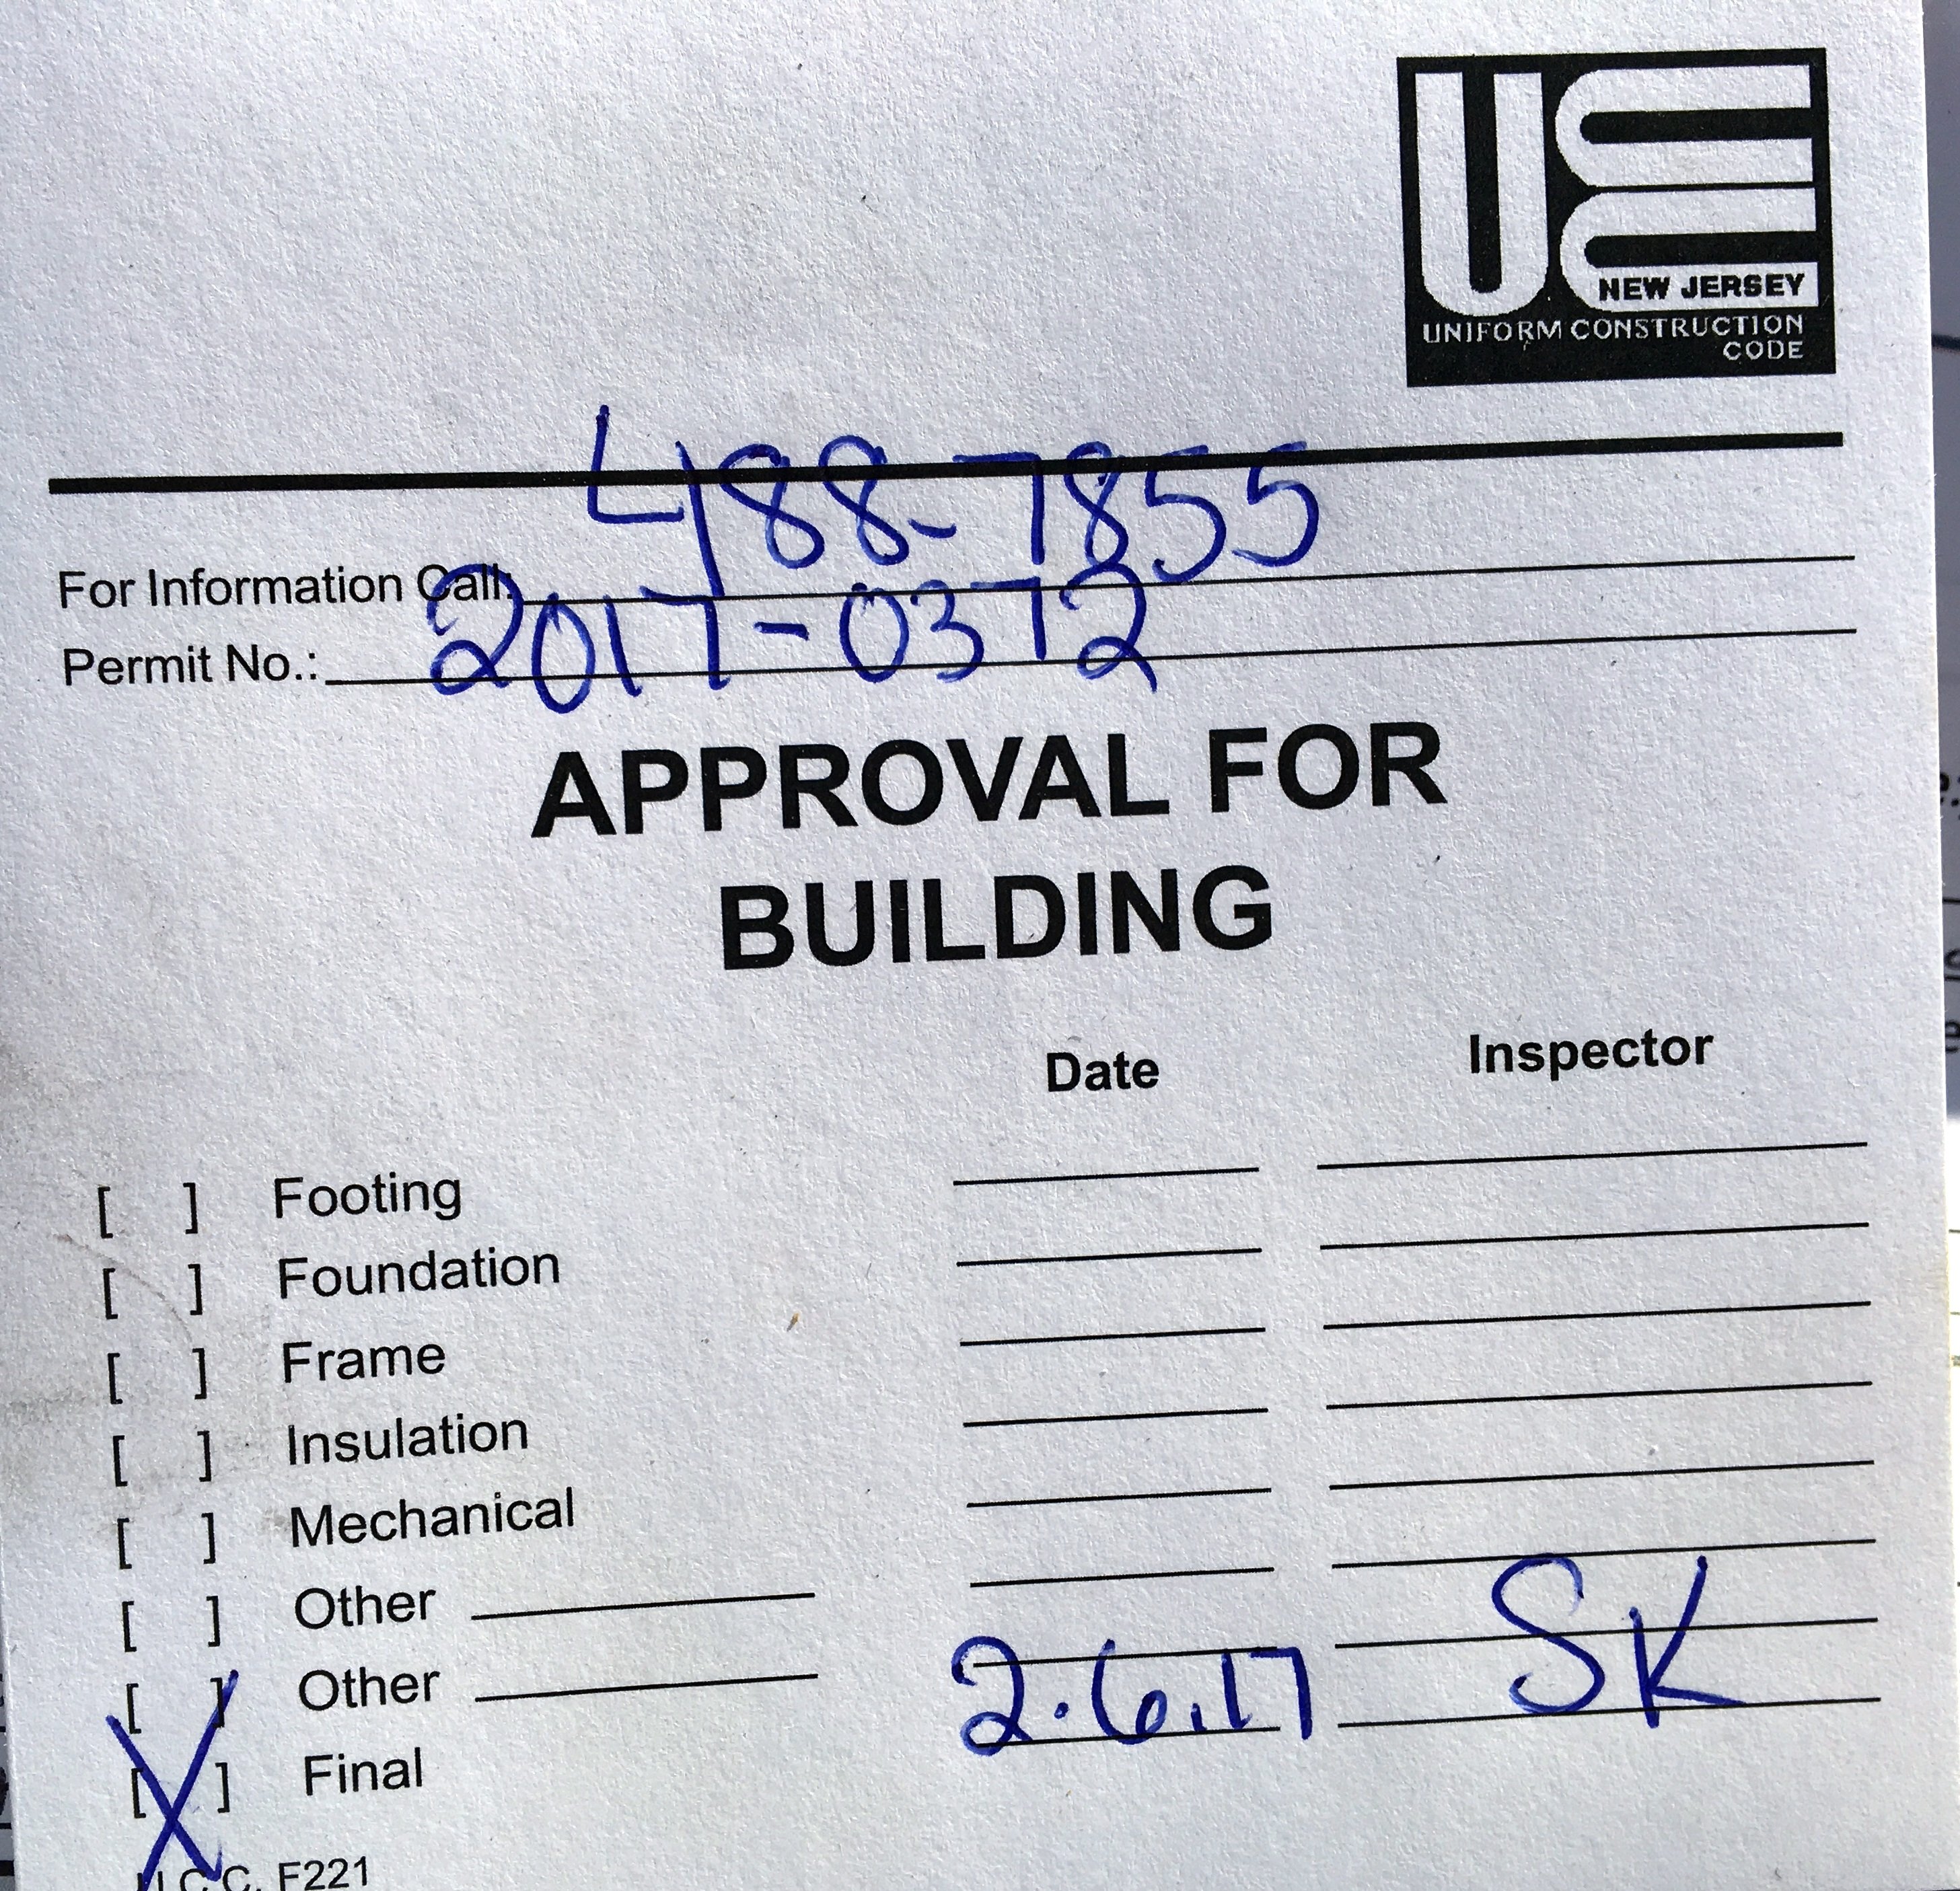 UCC
NEW JERSEY
UNIFORM CONSTRUCTION
CODE
488-7855
For Information Call:
2017-0372
Permit No.:
APPROVAL FOR
BUILDING
Date Inspector
[ ] Footing
[ ] Foundation
[ ] Frame
[ ] Insulation
[ ] Mechanical
[ ] Other
[ ] Other
[X] Final 2.6.17 SK
U.C.C. F221